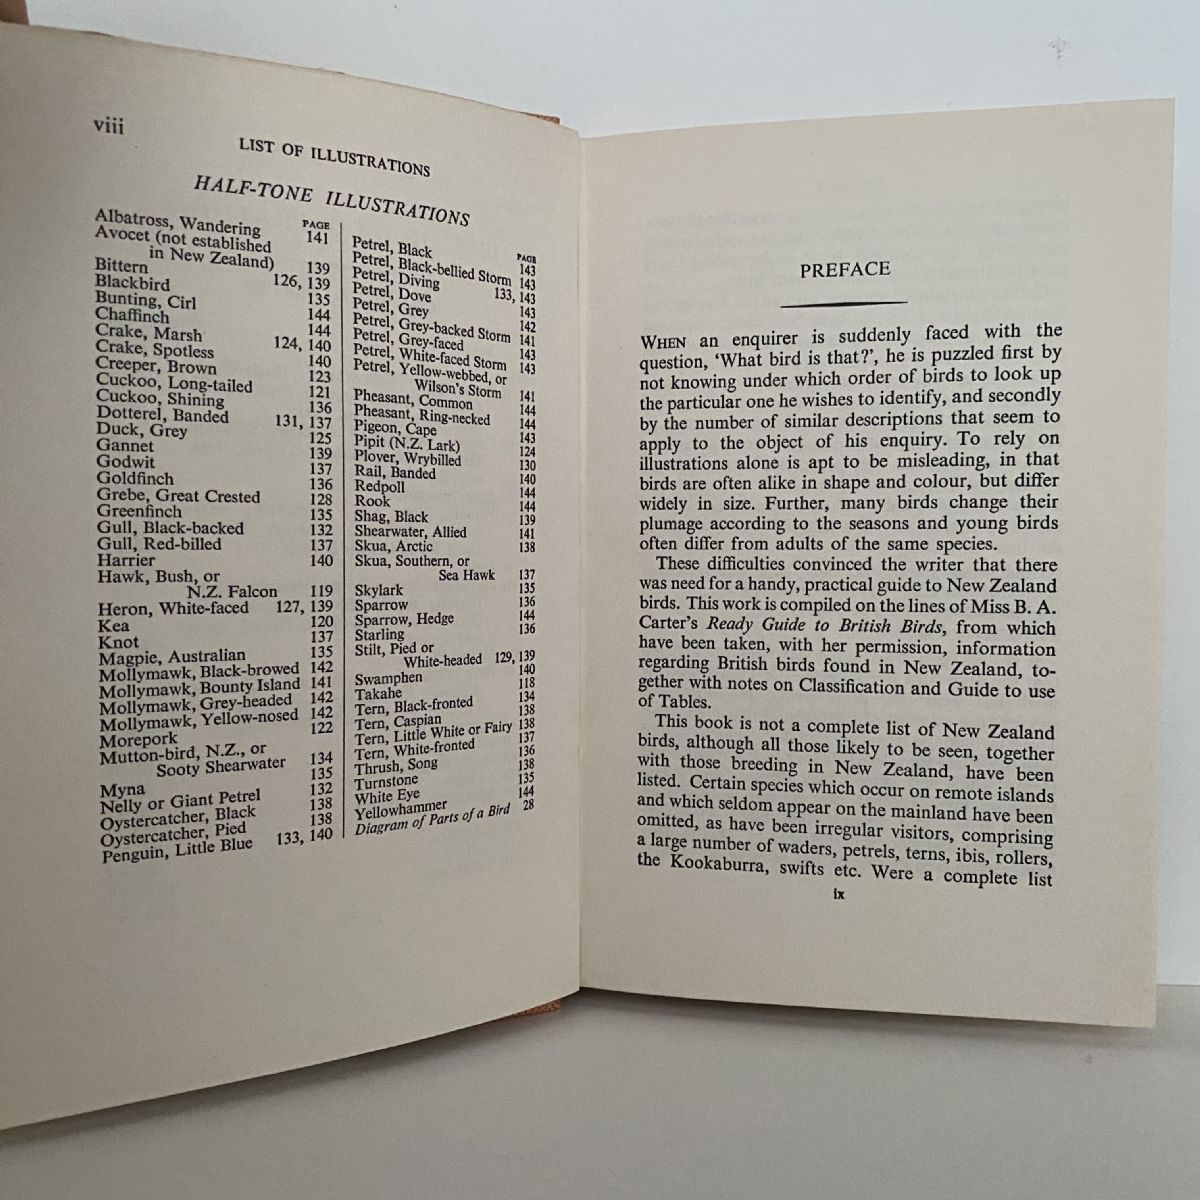 viii
LIST OF ILLUSTRATIONS
HALF-TONE ILLUSTRATIONS
PAGE
Albatross, Wandering 141
Avocet (not established
in New Zealand) 139
Bittern 126, 139
Blackbird 135
Bunting, Cirl 144
Chaffinch 144
Crake, Marsh 124, 140
Crake, Spotless 140
Creeper, Brown 123
Cuckoo, Long-tailed 121
Cuckoo, Shining 136
Dotterel, Banded 131, 137
Duck, Grey 125
Gannet 139
Godwit 137
Goldfinch 136
Grebe, Great Crested 128
Greenfinch 135
Gull, Black-backed 132
Gull, Red-billed 137
Harrier 140
Hawk, Bush, or
N.Z. Falcon 119
Heron, White-faced 127, 139
Kea 120
Knot 137
Magpie, Australian 135
Mollymawk, Black-browed 142
Mollymawk, Bounty Island 141
Mollymawk, Grey-headed 142
Mollymawk, Yellow-nosed 142
Morepork 122
Mutton-bird, N.Z., or
Sooty Shearwater 134
Myna 135
Nelly or Giant Petrel 132
Oystercatcher, Black 138
Oystercatcher, Pied 138
Penguin, Little Blue 133, 140
PAGE
Petrel, Black 143
Petrel, Black-bellied Storm 143
Petrel, Diving 133, 143
Petrel, Dove 143
Petrel, Grey 142
Petrel, Grey-backed Storm 141
Petrel, Grey-faced 143
Petrel, White-faced Storm 143
Petrel, Yellow-webbed, or
Wilson's Storm 141
Pheasant, Common 144
Pheasant, Ring-necked 144
Pigeon, Cape 143
Pipit (N.Z. Lark) 124
Plover, Wrybilled 130
Rail, Banded 140
Redpoll 144
Rook 144
Shag, Black 139
Shearwater, Allied 141
Skua, Arctic 138
Skua, Southern, or
Sea Hawk 137
Skylark 135
Sparrow 136
Sparrow, Hedge 144
Starling 136
Stilt, Pied or
White-headed 129, 139
Swamphen 140
Takahe 118
Tern, Black-fronted 134
Tern, Caspian 138
Tern, Little White or Fairy 138
Tern, White-fronted 137
Thrush, Song 136
Turnstone 138
White Eye 135
Yellowhammer 144
Diagram of Parts of a Bird 28
PREFACE
WHEN an enquirer is suddenly faced with the
question, 'What bird is that?', he is puzzled first by
not knowing under which order of birds to look up
the particular one he wishes to identify, and secondly
by the number of similar descriptions that seem to
apply to the object of his enquiry. To rely on
illustrations alone is apt to be misleading, in that
birds are often alike in shape and colour, but differ
widely in size. Further, many birds change their
plumage according to the seasons and young birds
often differ from adults of the same species.
These difficulties convinced the writer that there
was need for a handy, practical guide to New Zealand
birds. This work is compiled on the lines of Miss B. A.
Carter's Ready Guide to British Birds, from which
have been taken, with her permission, information
regarding British birds found in New Zealand, to-
gether with notes on Classification and Guide to use
of Tables.
This book is not a complete list of New Zealand
birds, although all those likely to be seen, together
with those breeding in New Zealand, have been
listed. Certain species which occur on remote islands
and which seldom appear on the mainland have been
omitted, as have been irregular visitors, comprising
a large number of waders, petrels, terns, ibis, rollers,
the Kookaburra, swifts etc. Were a complete list
ix